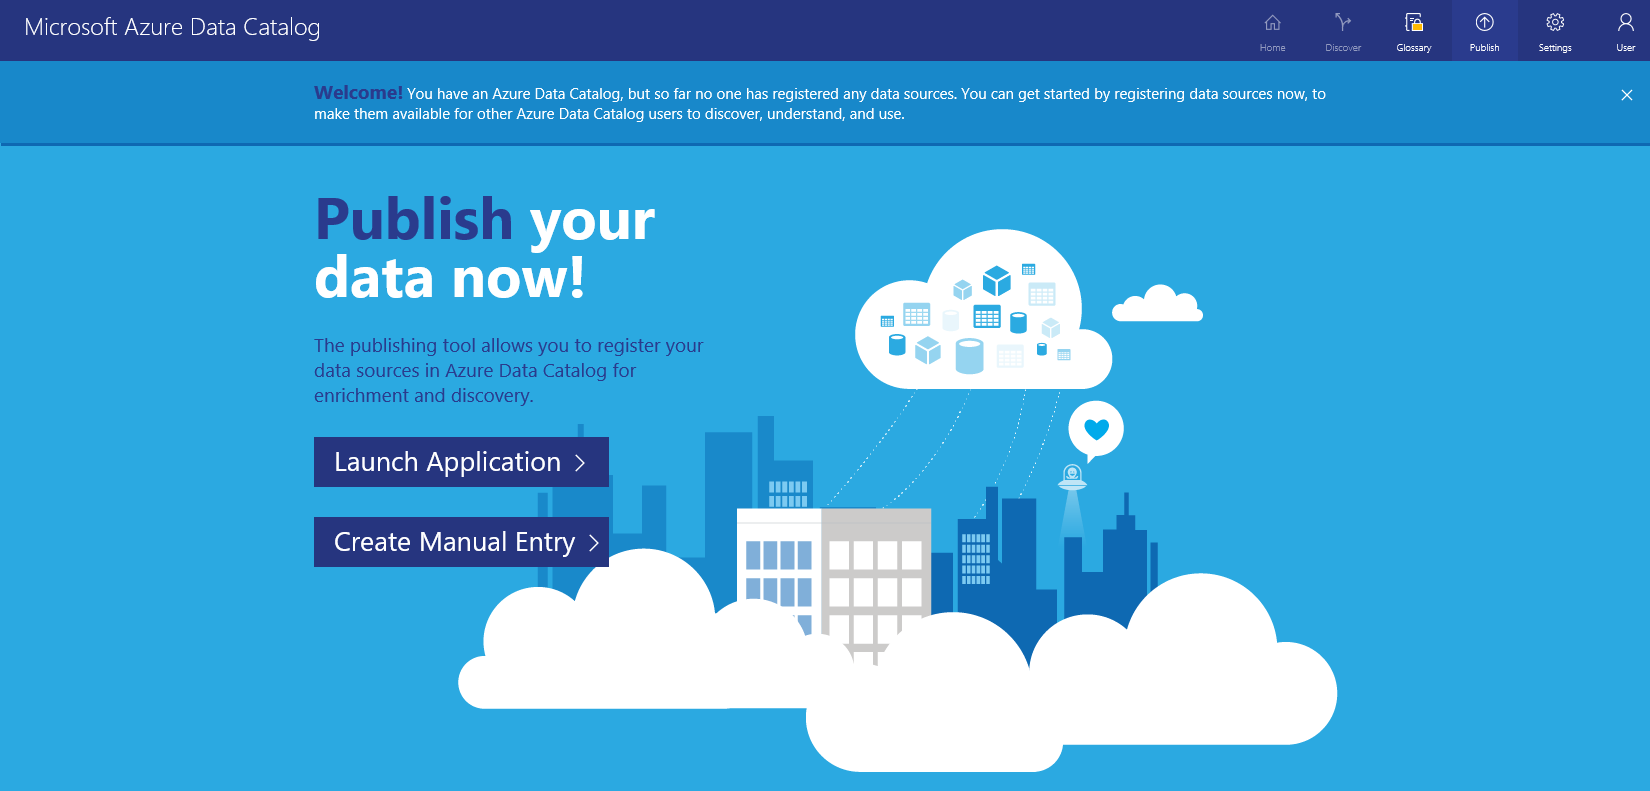 Microsoft Azure Data Catalog
Home
Discover
Glossary
Publish
Settings
User
Welcome! You have an Azure Data Catalog, but so far no one has registered any data sources. You can get started by registering data sources now, to
make them available for other Azure Data Catalog users to discover, understand, and use.
Publish your
data now!
The publishing tool allows you to register your
data sources in Azure Data Catalog for
enrichment and discovery.
Launch Application
Create Manual Entry